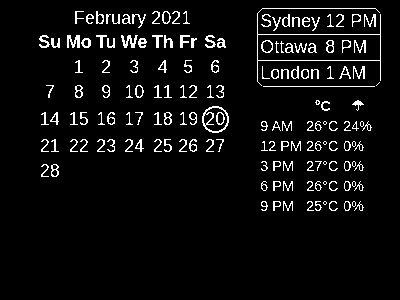 February 2021
Su Mo Tu We Th Fr Sa
1 2 3 4 5 6
7 8 9 10 11 12 13
14 15 16 17 18 19 20
21 22 23 24 25 26 27
28
Sydney 12 PM
Ottawa 8 PM
London 1 AM
°C
9 AM 26°C 24%
12 PM 26°C 0%
3 PM 27°C 0%
6 PM 26°C 0%
9 PM 25°C 0%